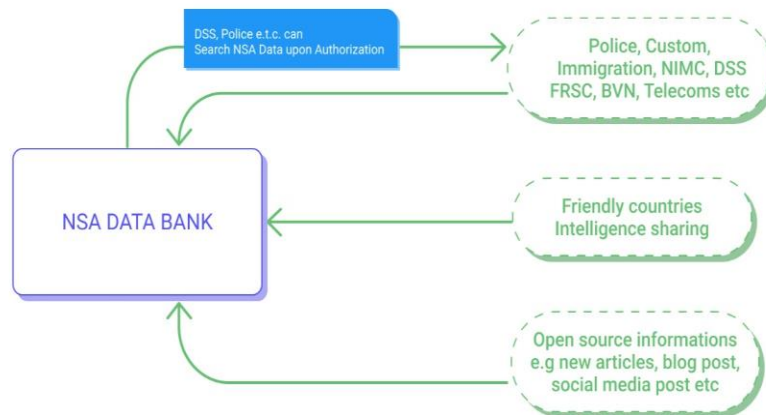 DSS, Police e.t.c. can
Search NSA Data upon Authorization
Police, Custom,
Immigration, NIMC, DSS
FRSC, BVN, Telecoms etc
NSA DATA BANK
Friendly countries
Intelligence sharing
Open source informations
e.g new articles, blog post,
social media post etc